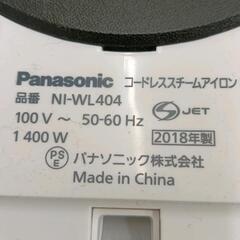 Panasonic コードレススチームアイロン
品番 NI-WL404
S JET
100 V ～ 50-60 Hz
1 400 W
2018年製
PS E
パナソニック株式会社
Made in China